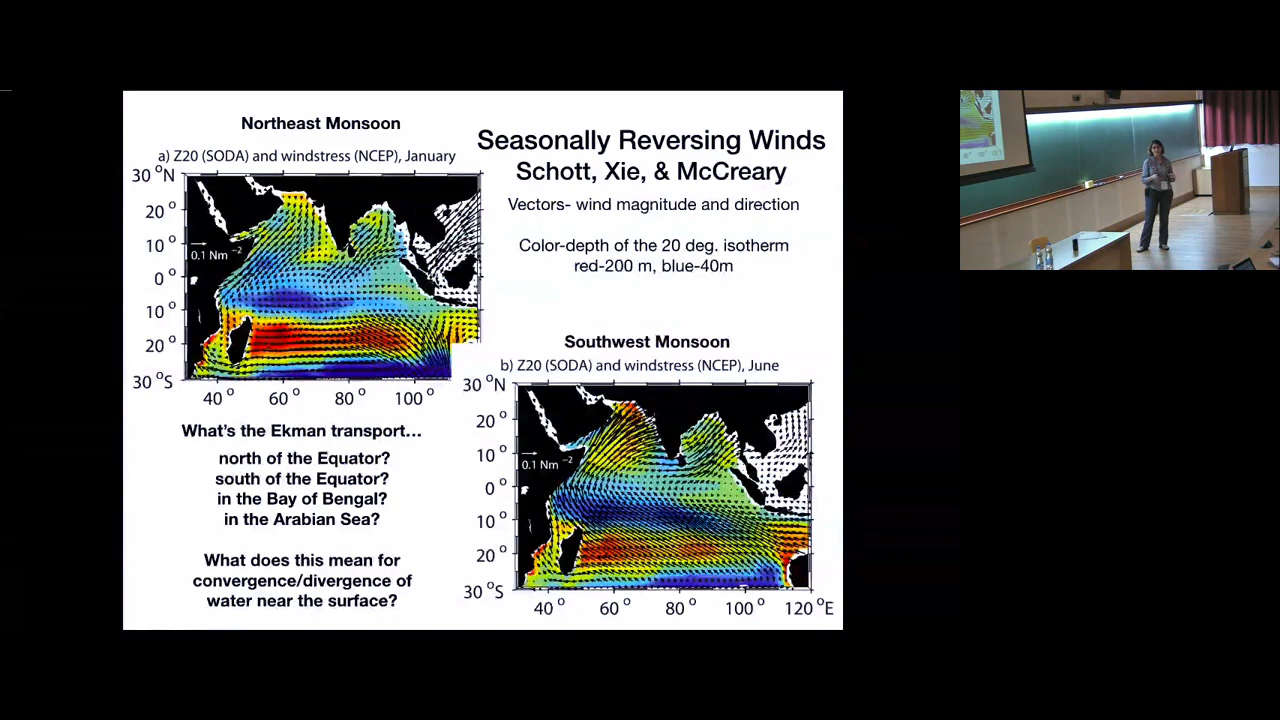 Northeast Monsoon
a) Z20 (SODA) and windstress (NCEP), January
30 °N
20 °
10 °
0 °
10 °
20 °
30 °S
0.1 Nm⁻²
40 °
60 °
80 °
100 °
Seasonally Reversing Winds
Schott, Xie, & McCreary
Vectors- wind magnitude and direction
Color-depth of the 20 deg. isotherm
red-200 m, blue-40m
What's the Ekman transport…
north of the Equator?
south of the Equator?
in the Bay of Bengal?
in the Arabian Sea?
What does this mean for
convergence/divergence of
water near the surface?
Southwest Monsoon
b) Z20 (SODA) and windstress (NCEP), June
30 °N
20 °
10 °
0 °
10 °
20 °
30 °S
0.1 Nm⁻²
40 °
60 °
80 °
100 °
120 °E